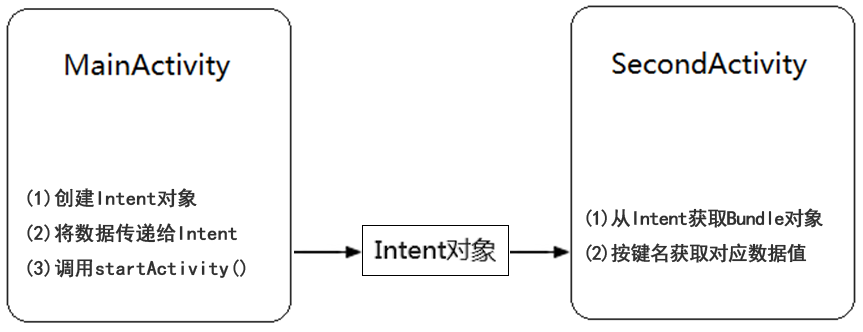 MainActivity
(1)创建Intent对象
(2)将数据传递给Intent
(3)调用startActivity()
Intent对象
SecondActivity
(1)从Intent获取Bundle对象
(2)按键名获取对应数据值